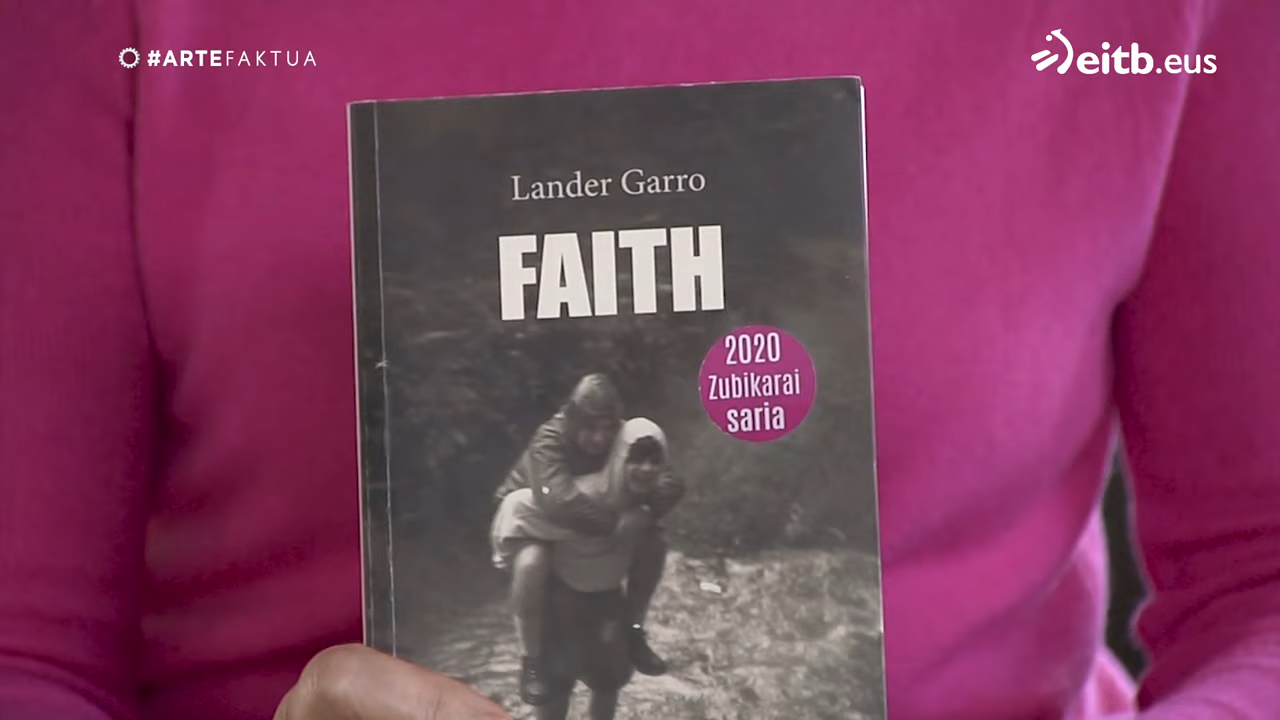 #ARTEFAKTUA
eitb.eus
Lander Garro
FAITH
2020
Zubikarai
saria